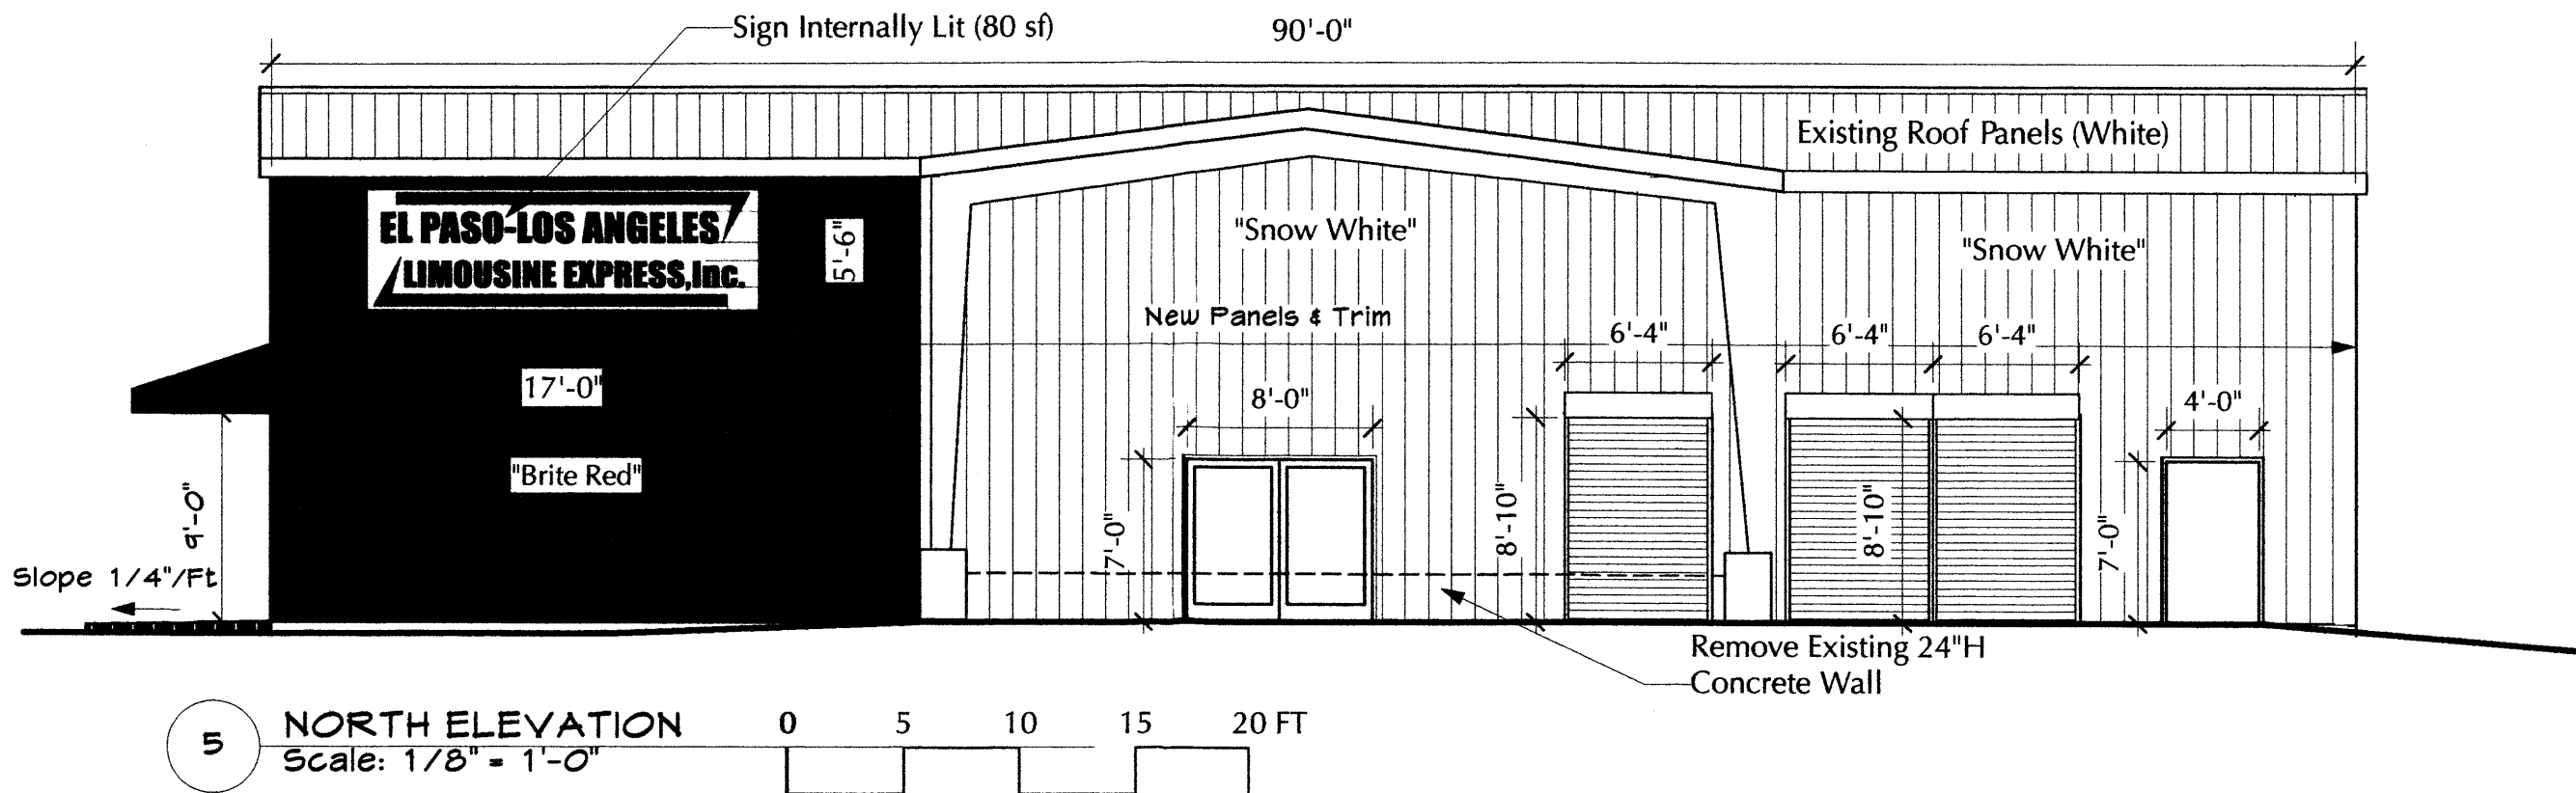 Sign Internally Lit (80 sf)
90'-0"
Existing Roof Panels (White)
EL PASO-LOS ANGELES
LIMOUSINE EXPRESS,Inc.
5'-6"
"Snow White"
"Snow White"
New Panels & Trim
6'-4"
6'-4"
6'-4"
17'-0"
8'-0"
4'-0"
"Brite Red"
9'-0"
7'-0"
8'-10"
8'-10"
7'-0"
Slope 1/4"/Ft
Remove Existing 24"H
Concrete Wall
5
NORTH ELEVATION
Scale: 1/8" = 1'-0"
0 5 10 15 20 FT